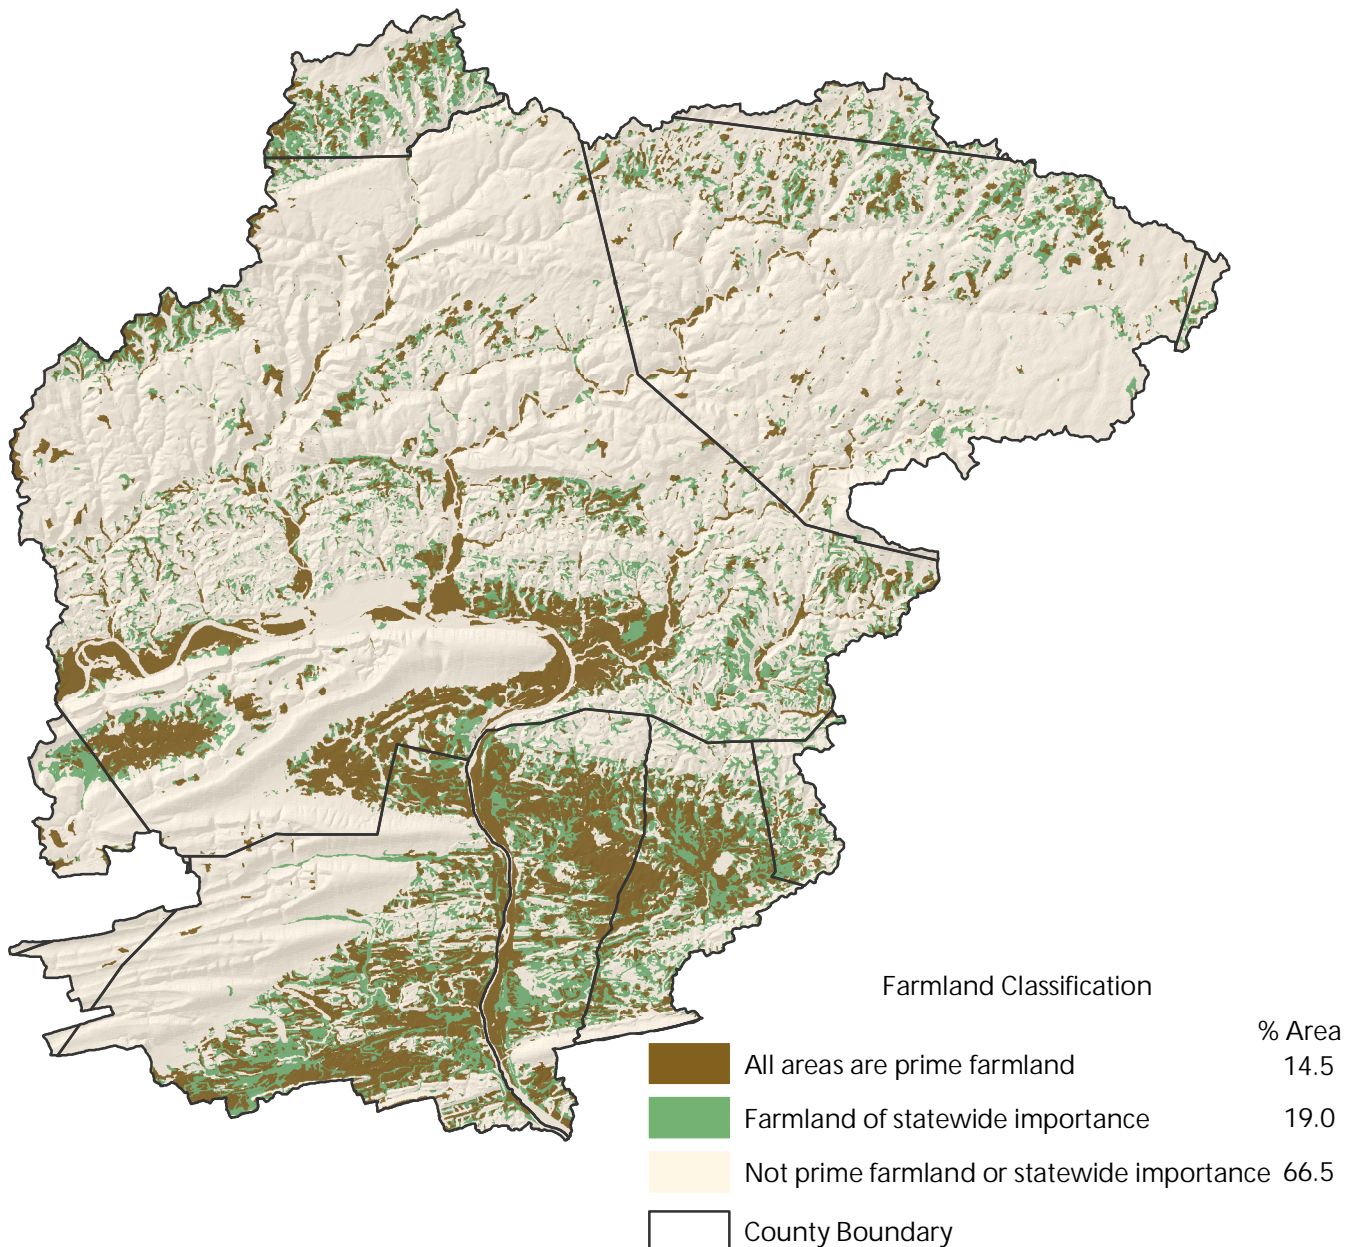 Farmland Classification
% Area
All areas are prime farmland 14.5
Farmland of statewide importance 19.0
Not prime farmland or statewide importance 66.5
County Boundary